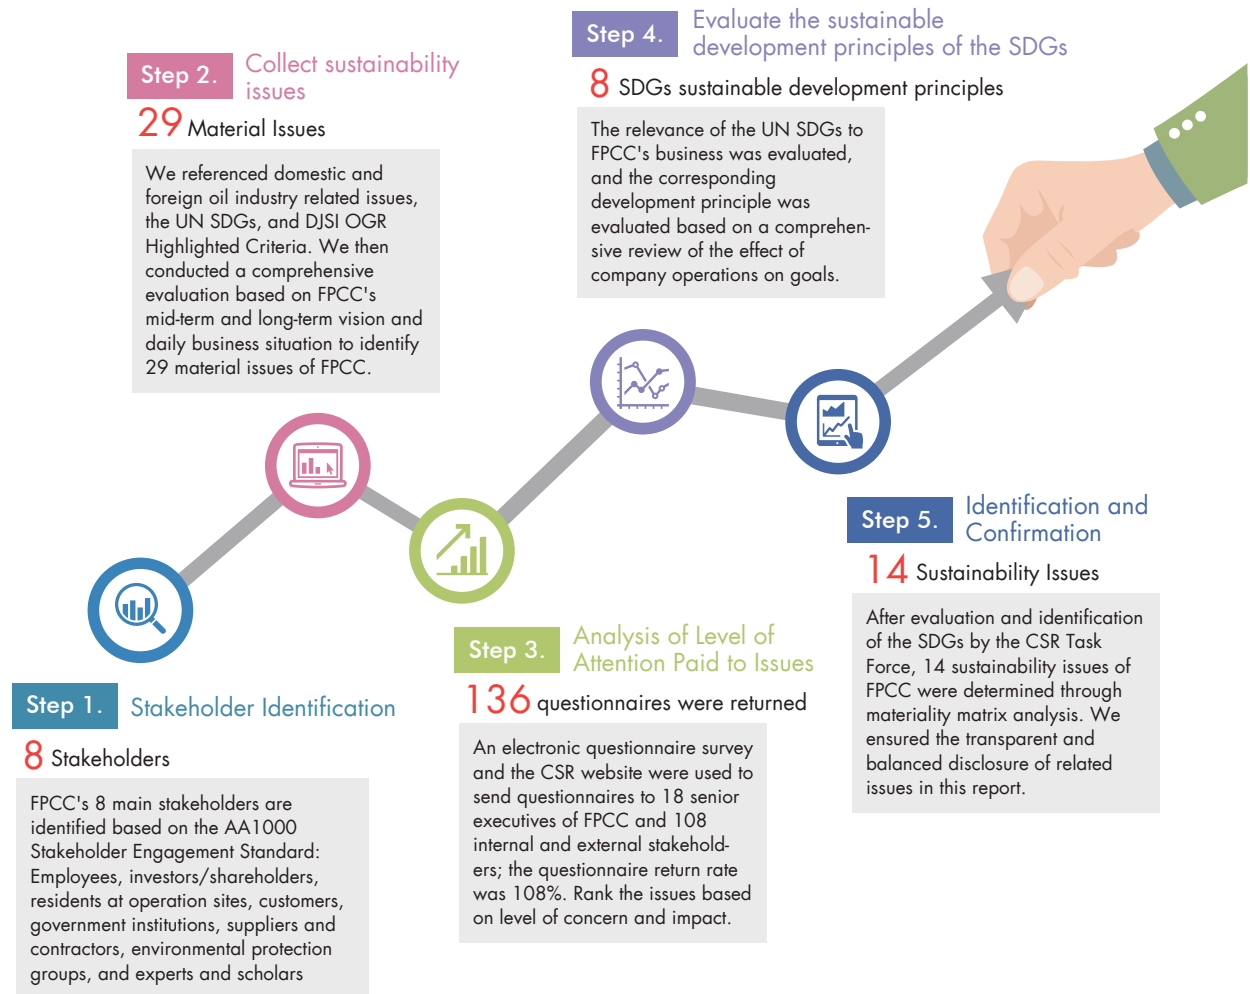 Step 1.
Stakeholder Identification
8 Stakeholders
FPCC's 8 main stakeholders are
identified based on the AA1000
Stakeholder Engagement Standard:
Employees, investors/shareholders,
residents at operation sites, customers,
government institutions, suppliers and
contractors, environmental protection
groups, and experts and scholars
Step 2.
Collect sustainability
issues
29 Material Issues
We referenced domestic and
foreign oil industry related issues,
the UN SDGs, and DJSI OGR
Highlighted Criteria. We then
conducted a comprehensive
evaluation based on FPCC's
mid-term and long-term vision and
daily business situation to identify
29 material issues of FPCC.
Step 3.
Analysis of Level of
Attention Paid to Issues
136 questionnaires were returned
An electronic questionnaire survey
and the CSR website were used to
send questionnaires to 18 senior
executives of FPCC and 108
internal and external stakehold-
ers; the questionnaire return rate
was 108%. Rank the issues based
on level of concern and impact.
Step 4.
Evaluate the sustainable
development principles of the SDGs
8 SDGs sustainable development principles
The relevance of the UN SDGs to
FPCC's business was evaluated,
and the corresponding
development principle was
evaluated based on a comprehen-
sive review of the effect of
company operations on goals.
Step 5.
Identification and
Confirmation
14 Sustainability Issues
After evaluation and identification
of the SDGs by the CSR Task
Force, 14 sustainability issues of
FPCC were determined through
materiality matrix analysis. We
ensured the transparent and
balanced disclosure of related
issues in this report.